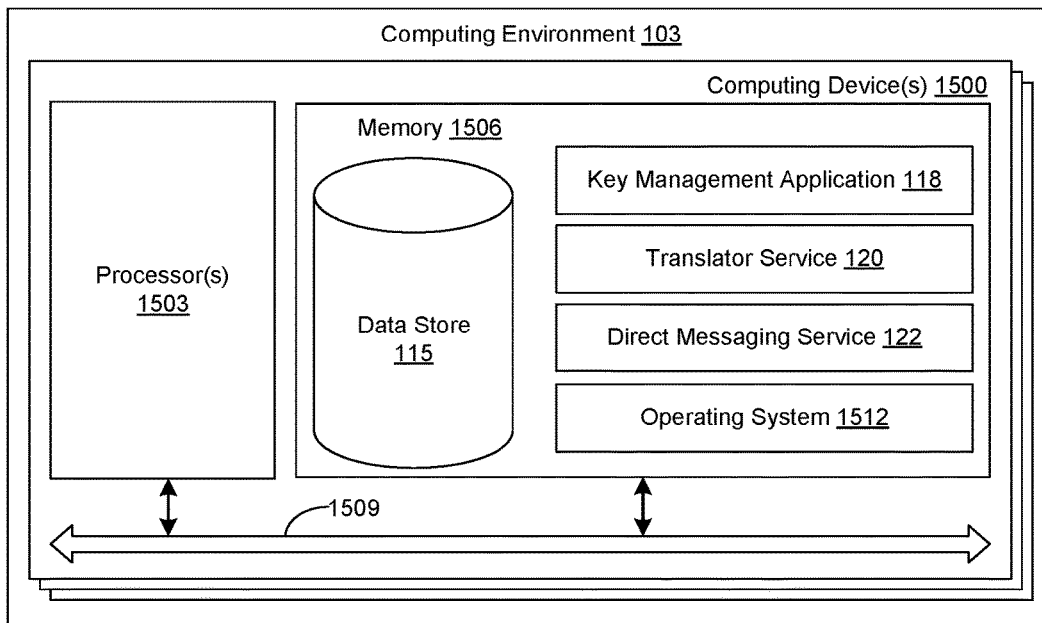 Computing Environment 103
Computing Device(s) 1500
Processor(s)
1503
Memory 1506
Data Store
115
Key Management Application 118
Translator Service 120
Direct Messaging Service 122
Operating System 1512
1509